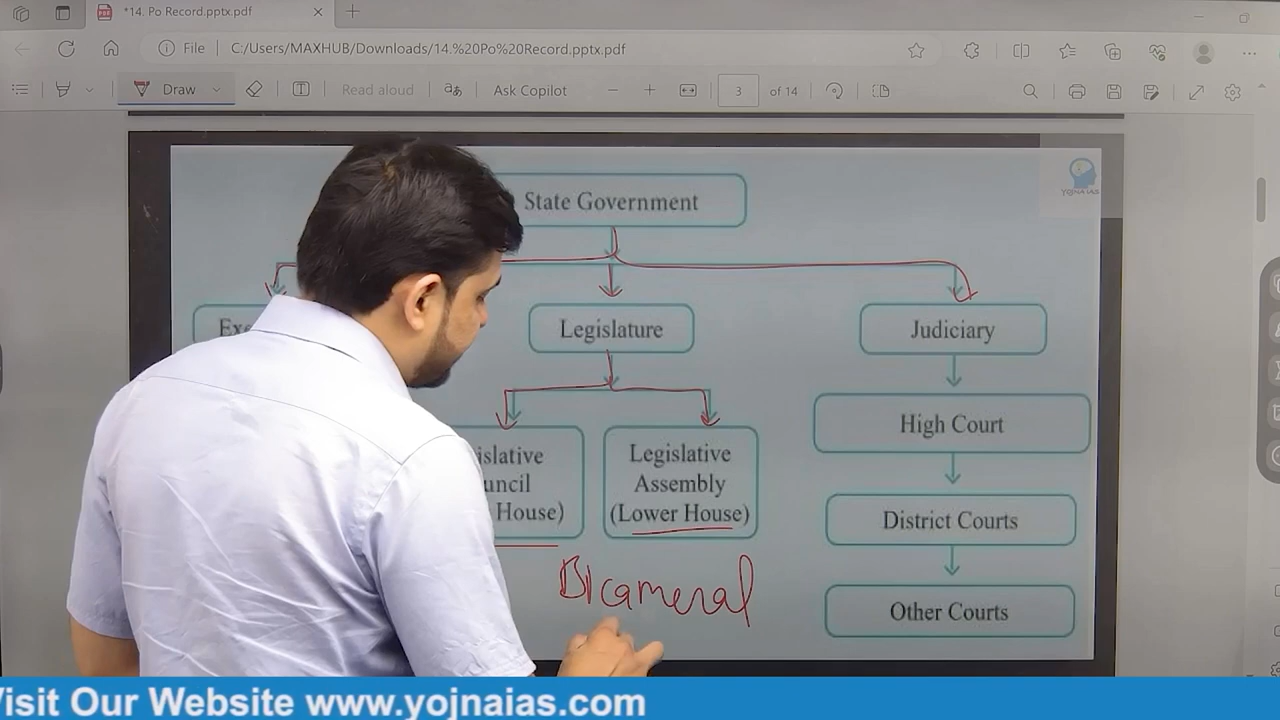 *14. Po Record.pptx.pdf
File C:/Users/MAXHUB/Downloads/14.%20Po%20Record.pptx.pdf
Draw Read aloud Ask Copilot 3 of 14
State Government
YOJNA IAS
Legislature
Judiciary
High Court
Legislative
Assembly
(Lower House)
House)
District Courts
Bicameral
Other Courts
Visit Our Website www.yojnaias.com